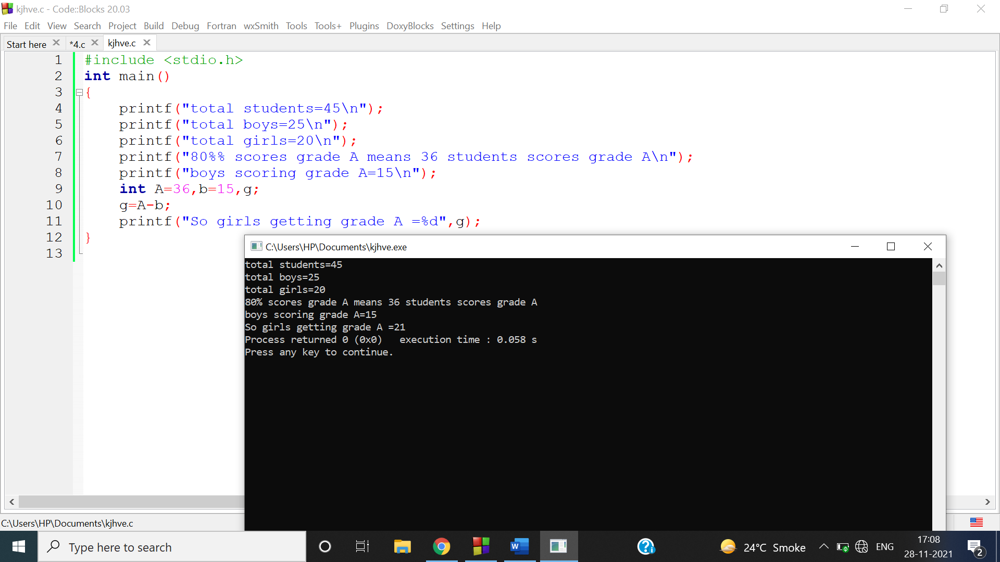 kjhve.c - Code::Blocks 20.03
File Edit View Search Project Build Debug Fortran wxSmith Tools Tools+ Plugins DoxyBlocks Settings Help
Start here *4.c kjhve.c
1 #include <stdio.h>
2 int main()
3 {
4 printf("total students=45\n");
5 printf("total boys=25\n");
6 printf("total girls=20\n");
7 printf("80%% scores grade A means 36 students scores grade A\n");
8 printf("boys scoring grade A=15\n");
9 int A=36,b=15,g;
10 g=A-b;
11 printf("So girls getting grade A =%d",g);
12 }
13
C:\Users\HP\Documents\kjhve.exe
total students=45
total boys=25
total girls=20
80% scores grade A means 36 students scores grade A
boys scoring grade A=15
So girls getting grade A =21
Process returned 0 (0x0)   execution time : 0.058 s
Press any key to continue.
C:\Users\HP\Documents\kjhve.c
Type here to search
W
24°C Smoke
ENG
17:08
28-11-2021
2